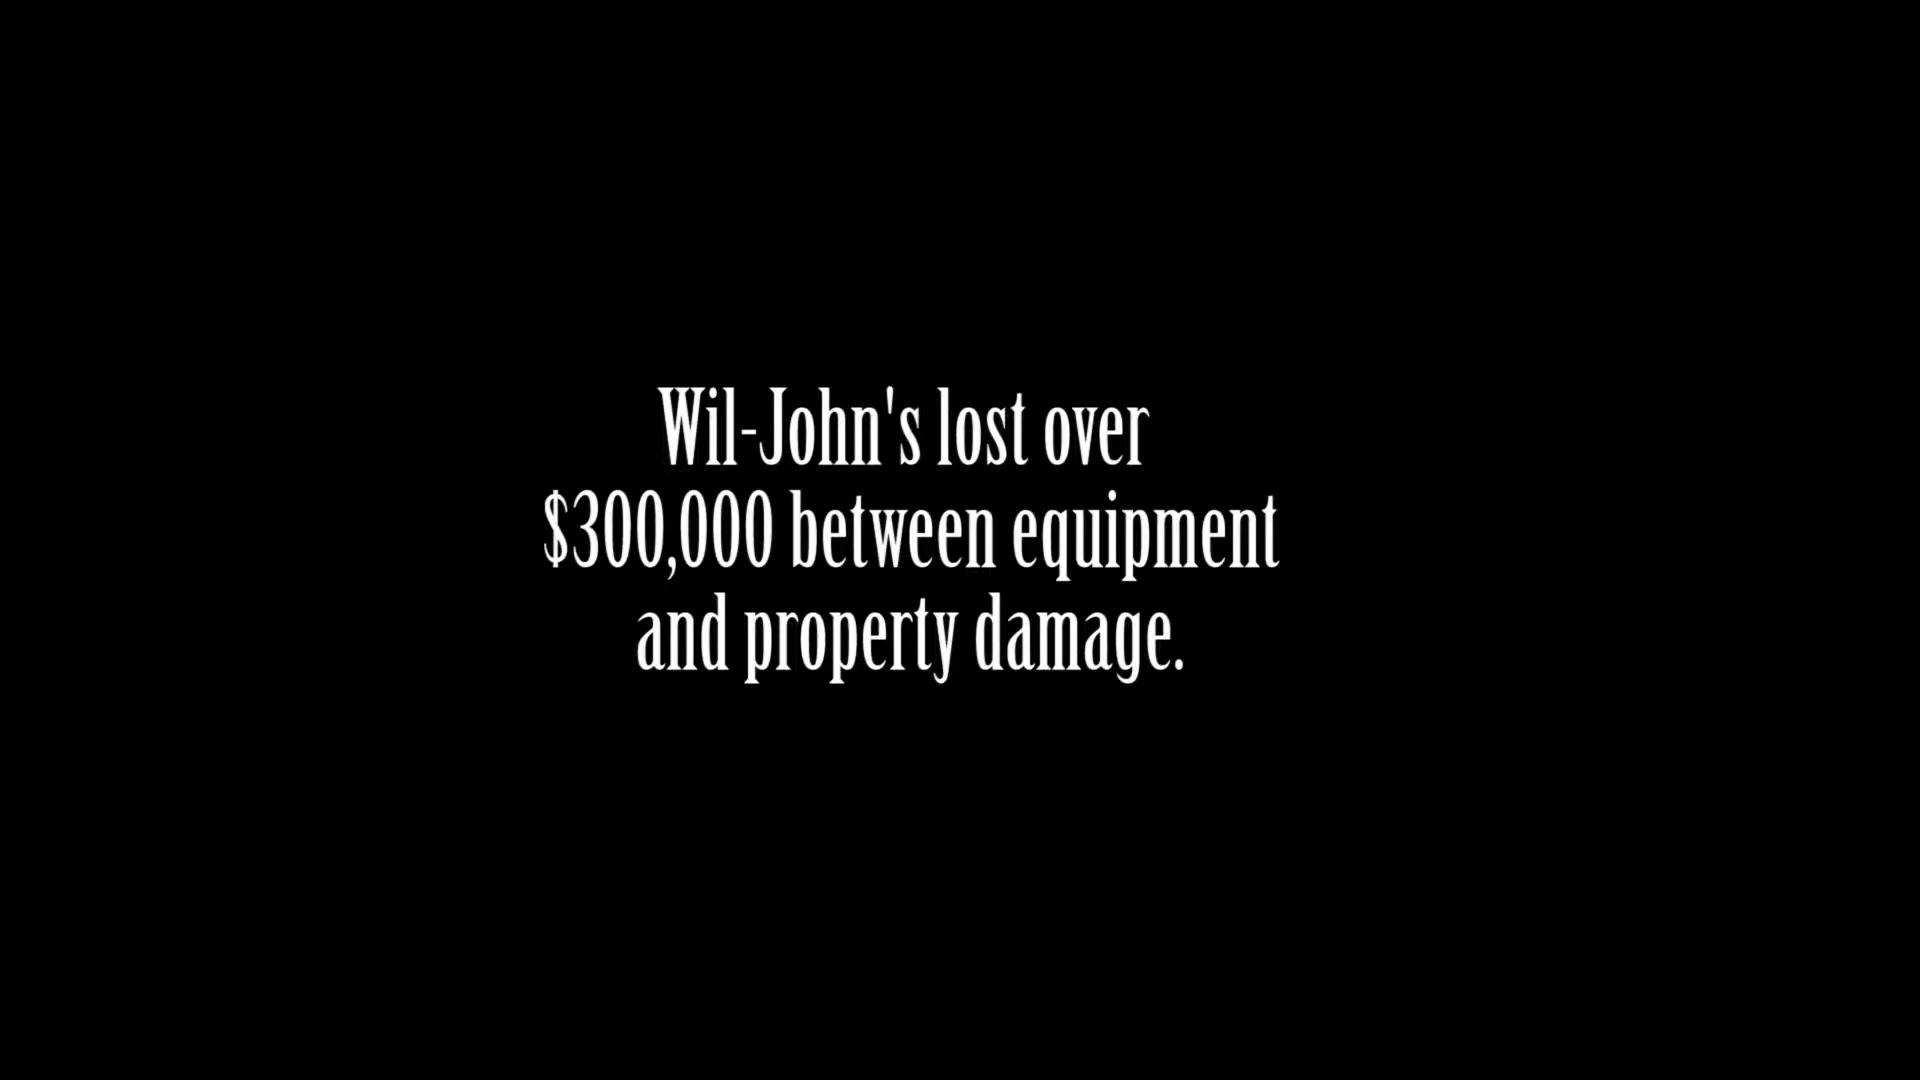 Wil-John's lost over
$300,000 between equipment
and property damage.